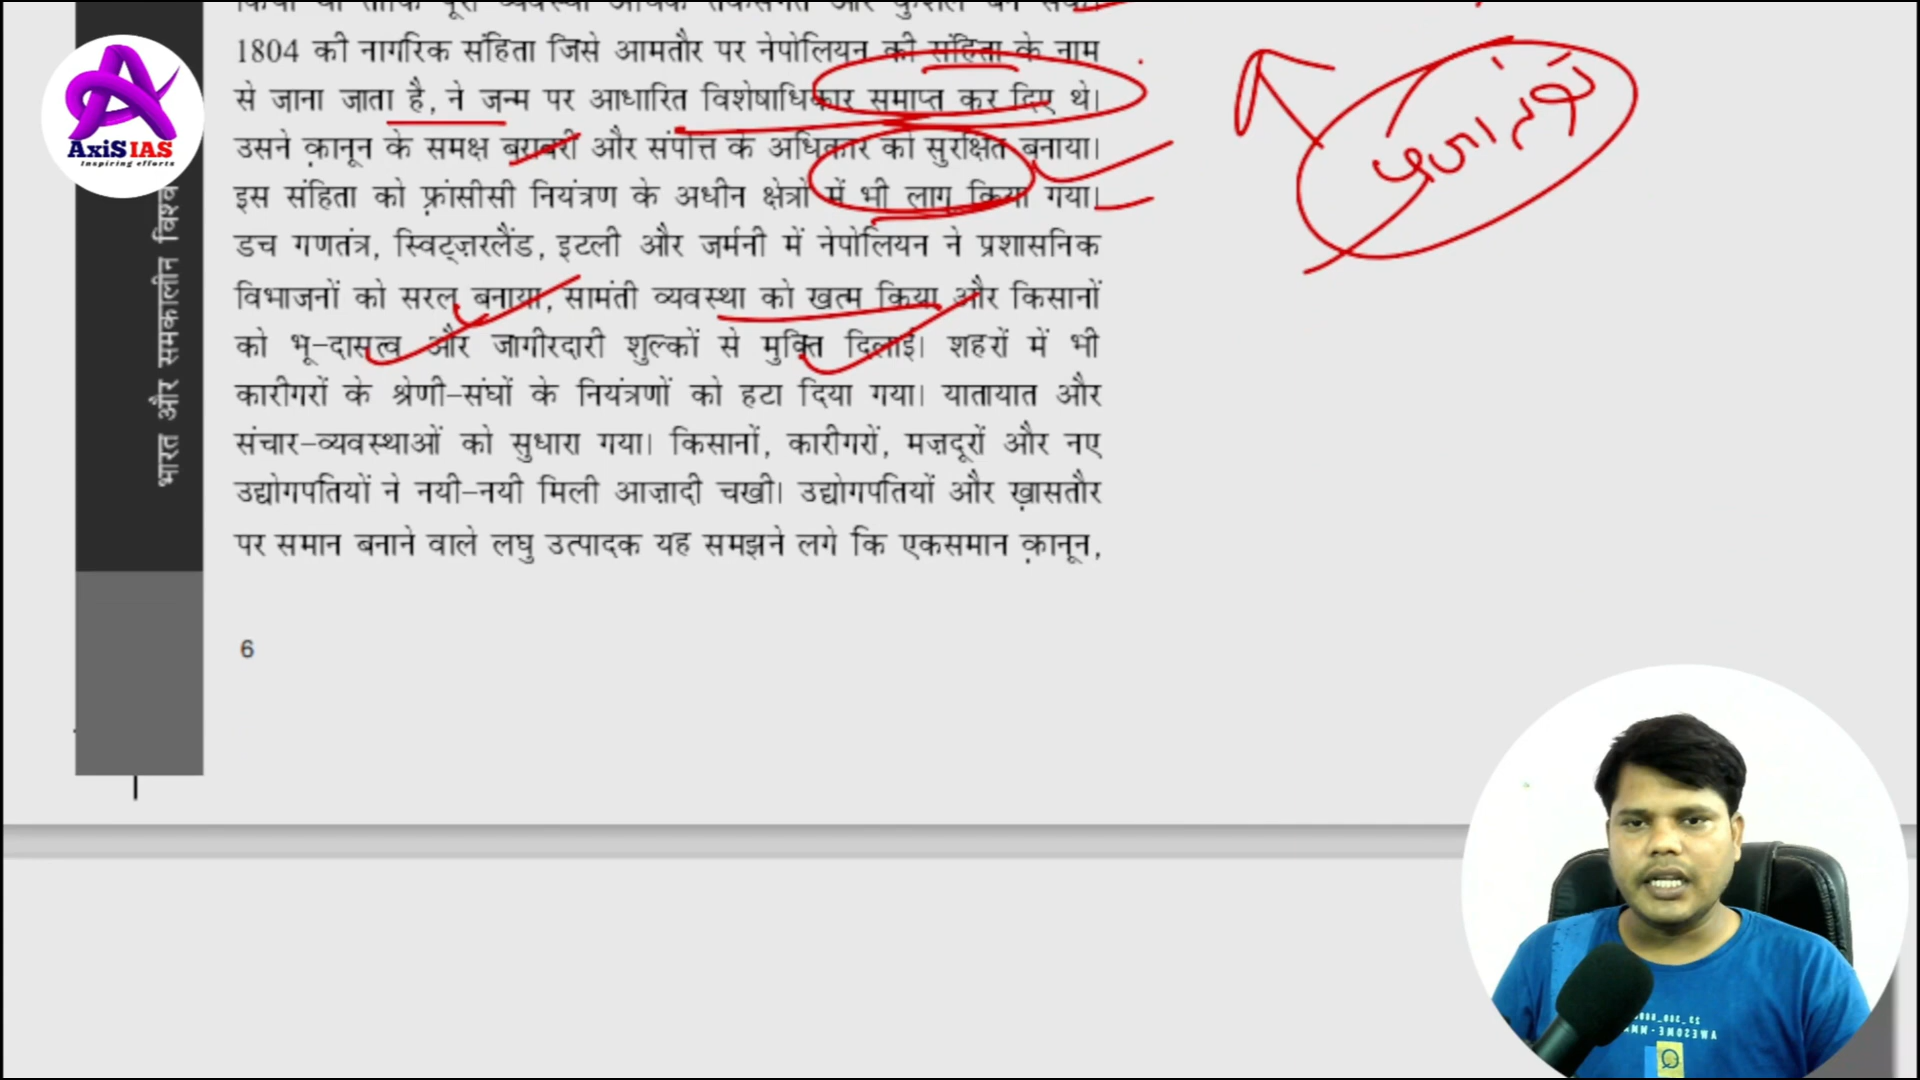 AxiS IAS
Inspiring efforts
1804 की नागरिक संहिता जिसे आमतौर पर नेपोलियन की संहिता के नाम
से जाना जाता है, ने जन्म पर आधारित विशेषाधिकार समाप्त कर दिए थे।
उसने क़ानून के समक्ष बराबरी और संपत्ति के अधिकार को सुरक्षित बनाया।
इस संहिता को फ़्रांसीसी नियंत्रण के अधीन क्षेत्रों में भी लागू किया गया।
डच गणतंत्र, स्विट्ज़रलैंड, इटली और जर्मनी में नेपोलियन ने प्रशासनिक
विभाजनों को सरल बनाया, सामंती व्यवस्था को खत्म किया और किसानों
को भू-दासत्व और जागीरदारी शुल्कों से मुक्ति दिलाई। शहरों में भी
कारीगरों के श्रेणी-संघों के नियंत्रणों को हटा दिया गया। यातायात और
संचार-व्यवस्थाओं को सुधारा गया। किसानों, कारीगरों, मज़दूरों और नए
उद्योगपतियों ने नयी-नयी मिली आज़ादी चखी। उद्योगपतियों और ख़ासतौर
पर समान बनाने वाले लघु उत्पादक यह समझने लगे कि एकसमान क़ानून,
6
भारत और समकालीन विश्व
प्रजातंत्र